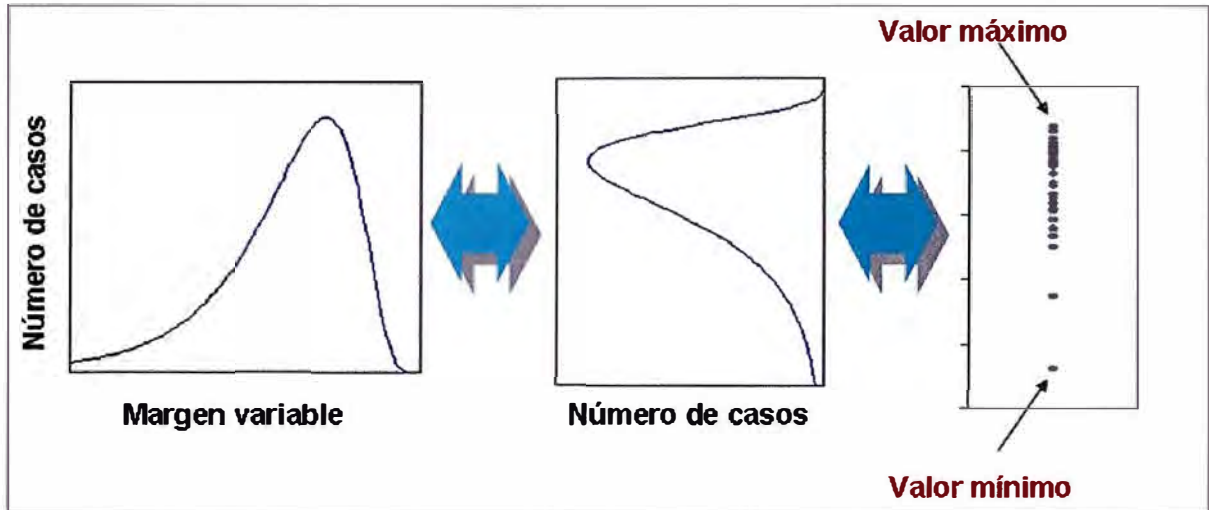 Valor máximo
Número de casos
Margen variable
Número de casos
Valor mínimo